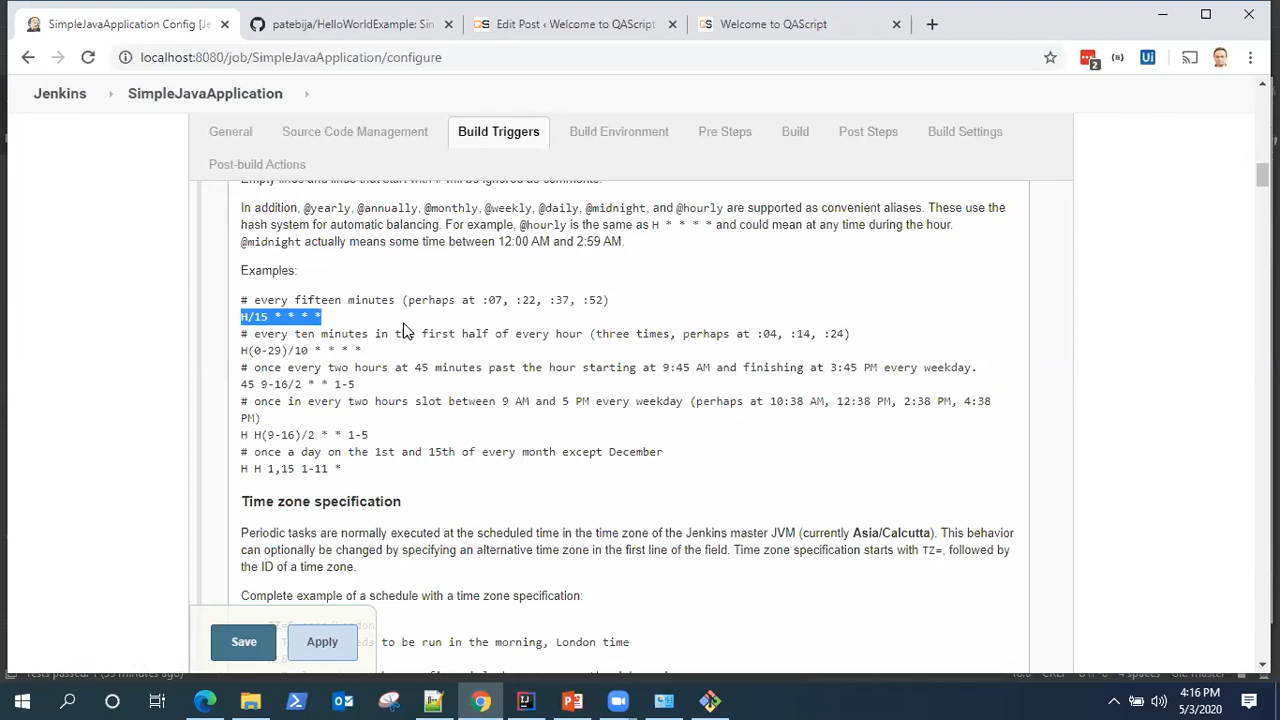 SimpleJavaApplication Config [Je
patebija/HelloWorldExample: Sim
Edit Post ‹ Welcome to QAScript
Welcome to QAScript
localhost:8080/job/SimpleJavaApplication/configure
Jenkins
SimpleJavaApplication
General
Source Code Management
Build Triggers
Build Environment
Pre Steps
Build
Post Steps
Build Settings
Post-build Actions
Empty lines and lines that start with # will be ignored as comments.
In addition, @yearly, @annually, @monthly, @weekly, @daily, @midnight, and @hourly are supported as convenient aliases. These use the
hash system for automatic balancing. For example, @hourly is the same as H * * * * and could mean at any time during the hour.
@midnight actually means some time between 12:00 AM and 2:59 AM.
Examples:
# every fifteen minutes (perhaps at :07, :22, :37, :52)
H/15 * * * *
# every ten minutes in the first half of every hour (three times, perhaps at :04, :14, :24)
H(0-29)/10 * * * *
# once every two hours at 45 minutes past the hour starting at 9:45 AM and finishing at 3:45 PM every weekday.
45 9-16/2 * * 1-5
# once in every two hours slot between 9 AM and 5 PM every weekday (perhaps at 10:38 AM, 12:38 PM, 2:38 PM, 4:38
PM)
H H(9-16)/2 * * 1-5
# once a day on the 1st and 15th of every month except December
H H 1,15 1-11 *
Time zone specification
Periodic tasks are normally executed at the scheduled time in the time zone of the Jenkins master JVM (currently Asia/Calcutta). This behavior
can optionally be changed by specifying an alternative time zone in the first line of the field. Time zone specification starts with TZ=, followed by
the ID of a time zone.
Complete example of a schedule with a time zone specification:
to be run in the morning, London time
Save
Apply
4:16 PM
5/3/2020